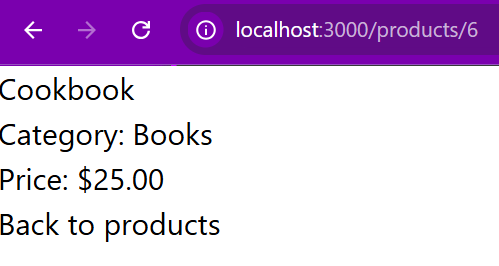 localhost:3000/products/6
Cookbook
Category: Books
Price: $25.00
Back to products